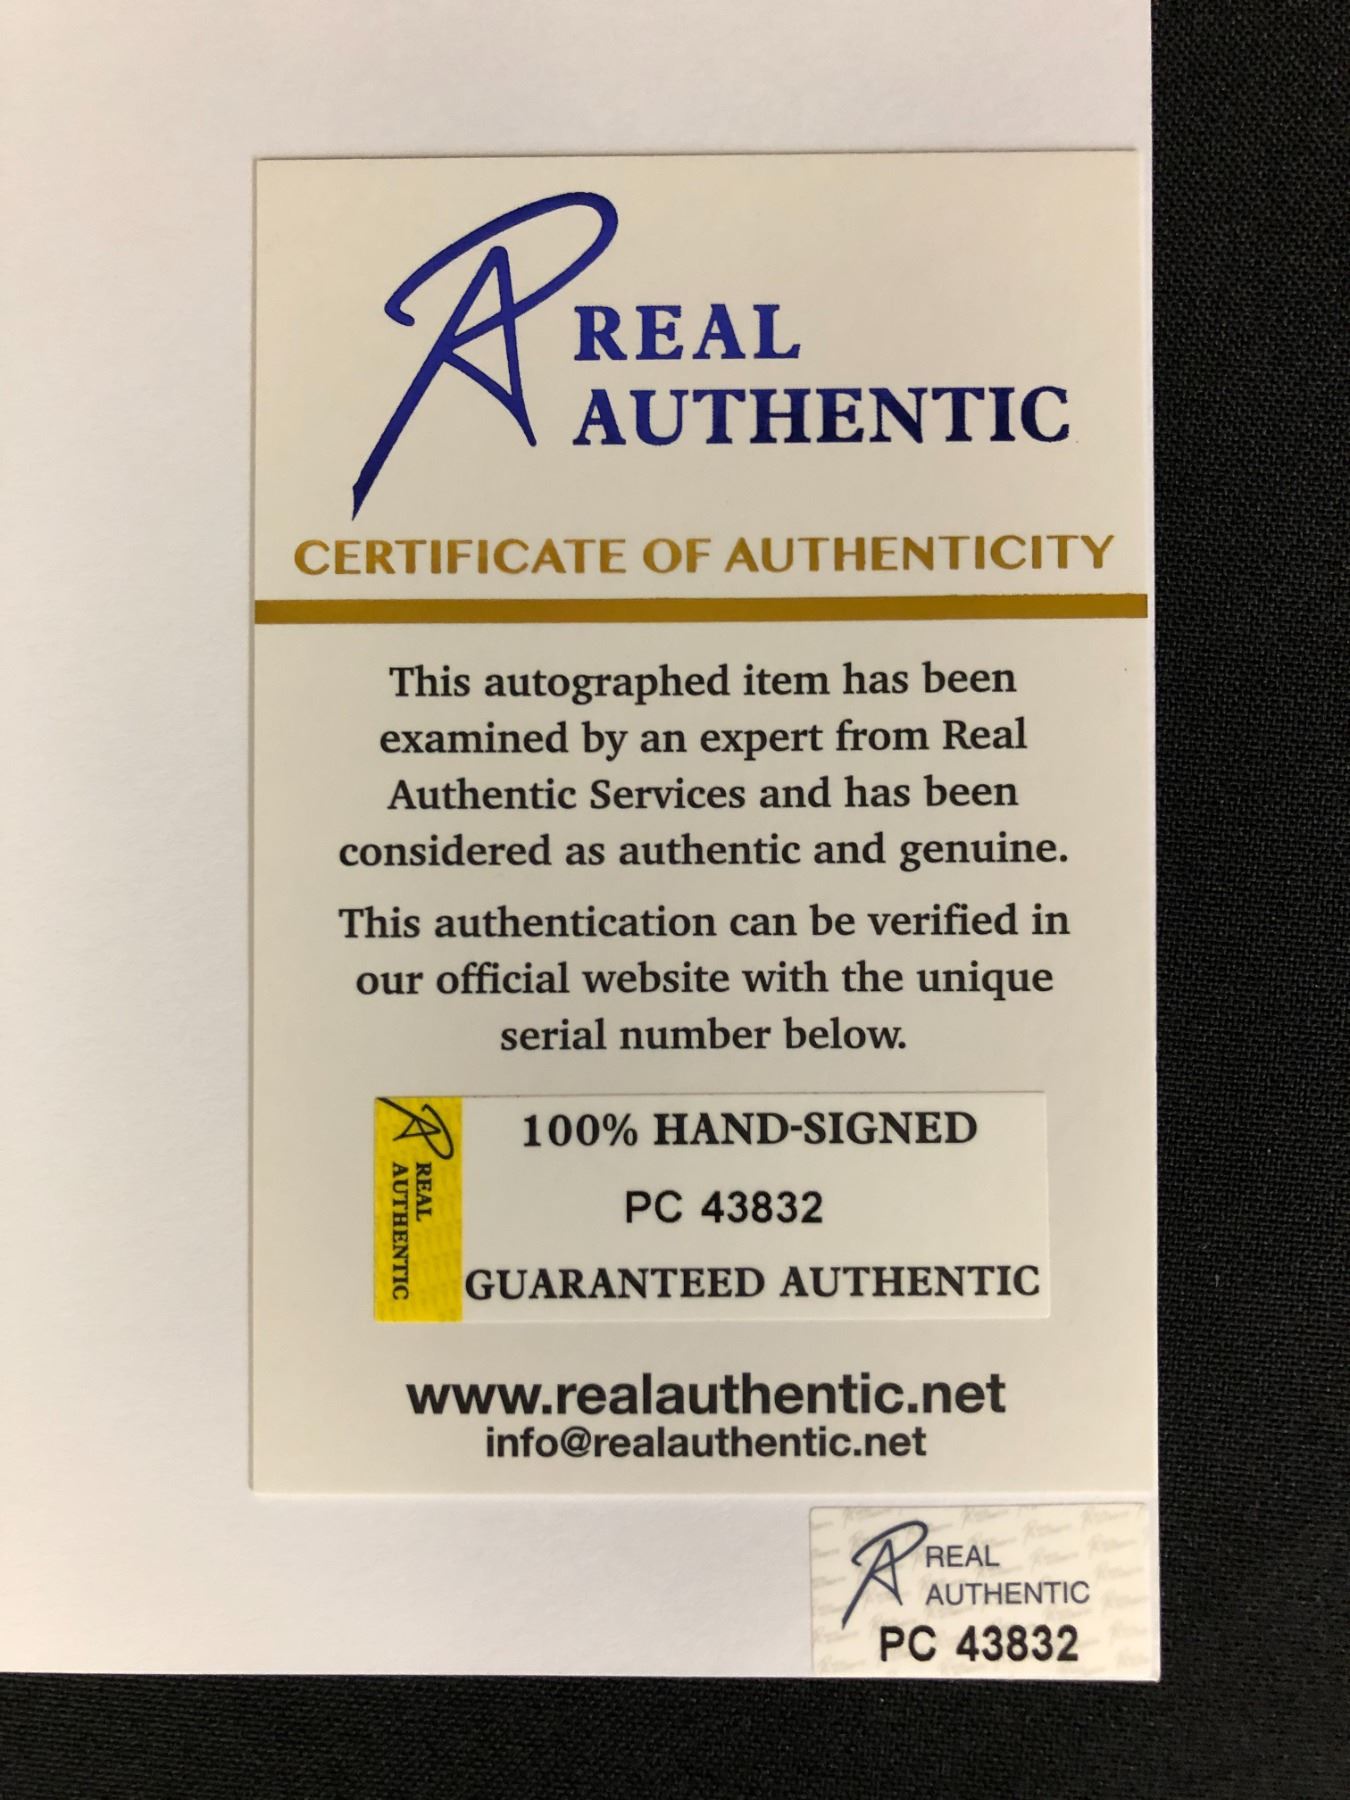 REAL
AUTHENTIC
CERTIFICATE OF AUTHENTICITY
This autographed item has been
examined by an expert from Real
Authentic Services and has been
considered as authentic and genuine.
This authentication can be verified in
our official website with the unique
serial number below.
REAL
AUTHENTIC
100% HAND-SIGNED
PC 43832
GUARANTEED AUTHENTIC
www.realauthentic.net
info@realauthentic.net
REAL
AUTHENTIC
PC 43832